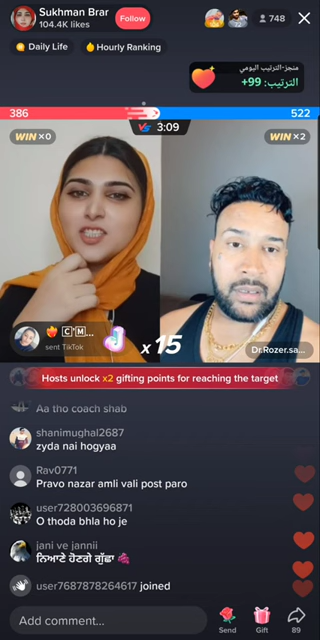 Sukhman Brar
104.4K likes
Follow
748
Daily Life
Hourly Ranking
منجز-الترتيب اليومي
الترتيب: 99+
386
522
WIN ×0
VS 3:09
WIN ×2
🄲🄼...
sent TikTok
x 15
Dr.Rozer.sa...
Hosts unlock x2 gifting points for reaching the target
Aa tho coach shab
shanimughal2687
zyda nai hogyaa
Rav0771
Pravo nazar amli vali post paro
user728003696871
O thoda bhla ho je
jani ve jannii
ਨਿਆਣੇ ਹੋਣਗੇ ਗੁੱਛਾ 🍇
user7687878264617 joined
Add comment...
Send
Gift
89